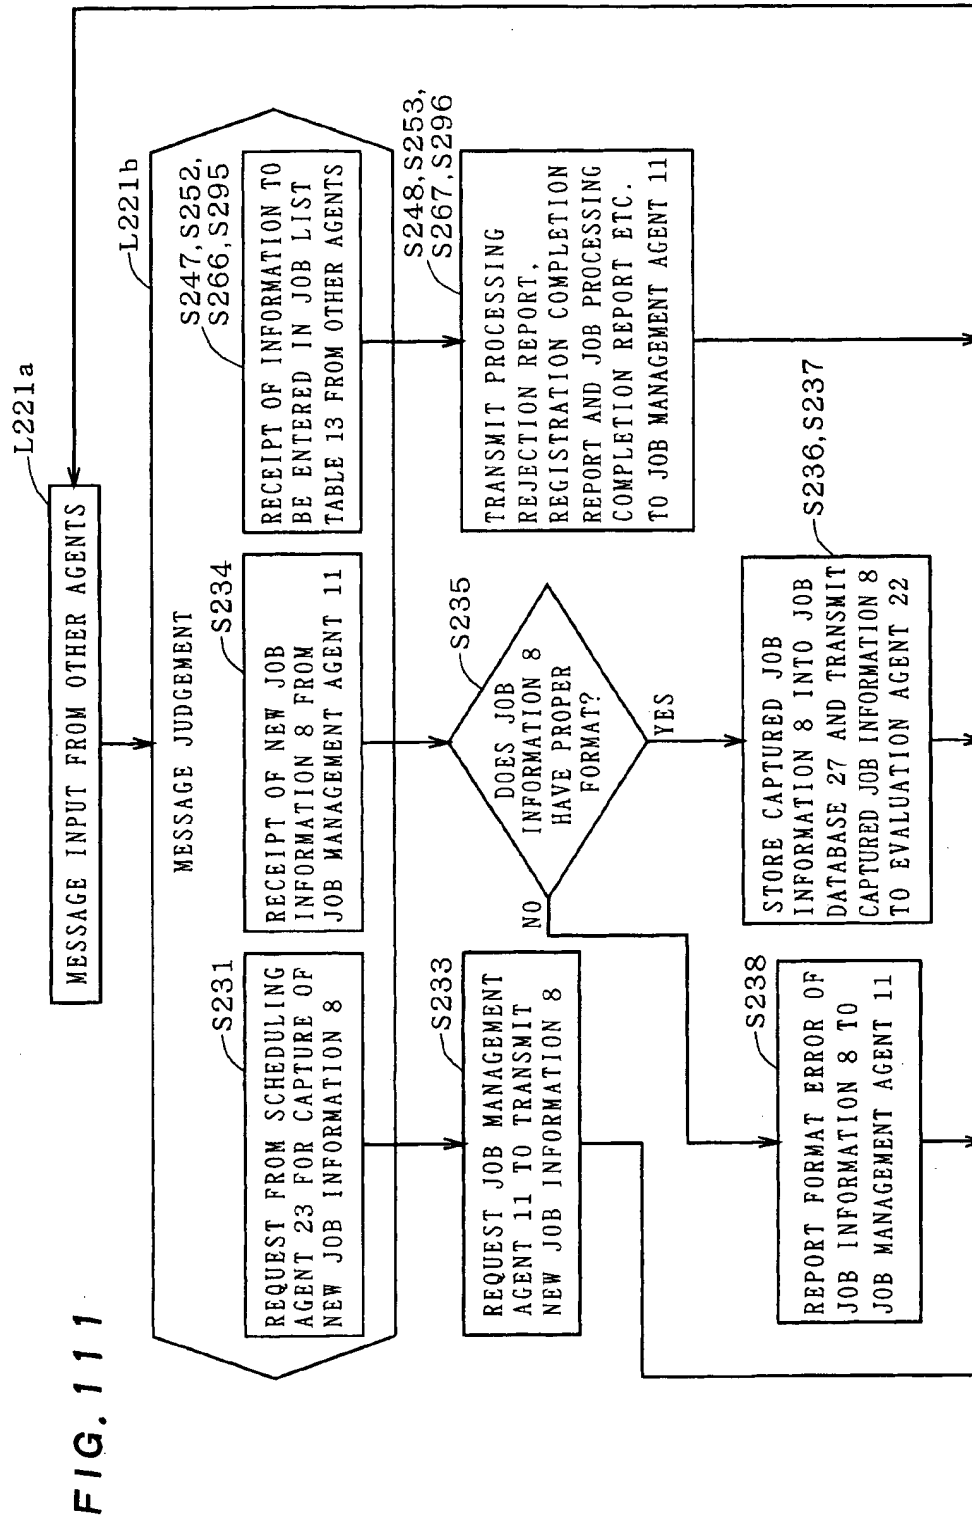 FIG. 111
L221a
MESSAGE INPUT FROM OTHER AGENTS
L221b
MESSAGE JUDGEMENT
S231
REQUEST FROM SCHEDULING
AGENT 23 FOR CAPTURE OF
NEW JOB INFORMATION 8
S234
RECEIPT OF NEW JOB
INFORMATION 8 FROM
JOB MANAGEMENT AGENT 11
S247,S252,
S266,S295
RECEIPT OF INFORMATION TO
BE ENTERED IN JOB LIST
TABLE 13 FROM OTHER AGENTS
S233
REQUEST JOB MANAGEMENT
AGENT 11 TO TRANSMIT
NEW JOB INFORMATION 8
S235
DOES JOB
INFORMATION 8
HAVE PROPER
FORMAT?
NO
YES
S248,S253,
S267,S296
TRANSMIT PROCESSING
REJECTION REPORT,
REGISTRATION COMPLETION
REPORT AND JOB PROCESSING
COMPLETION REPORT ETC.
TO JOB MANAGEMENT AGENT 11
S238
REPORT FORMAT ERROR OF
JOB INFORMATION 8 TO
JOB MANAGEMENT AGENT 11
S236,S237
STORE CAPTURED JOB
INFORMATION 8 INTO JOB
DATABASE 27 AND TRANSMIT
CAPTURED JOB INFORMATION 8
TO EVALUATION AGENT 22